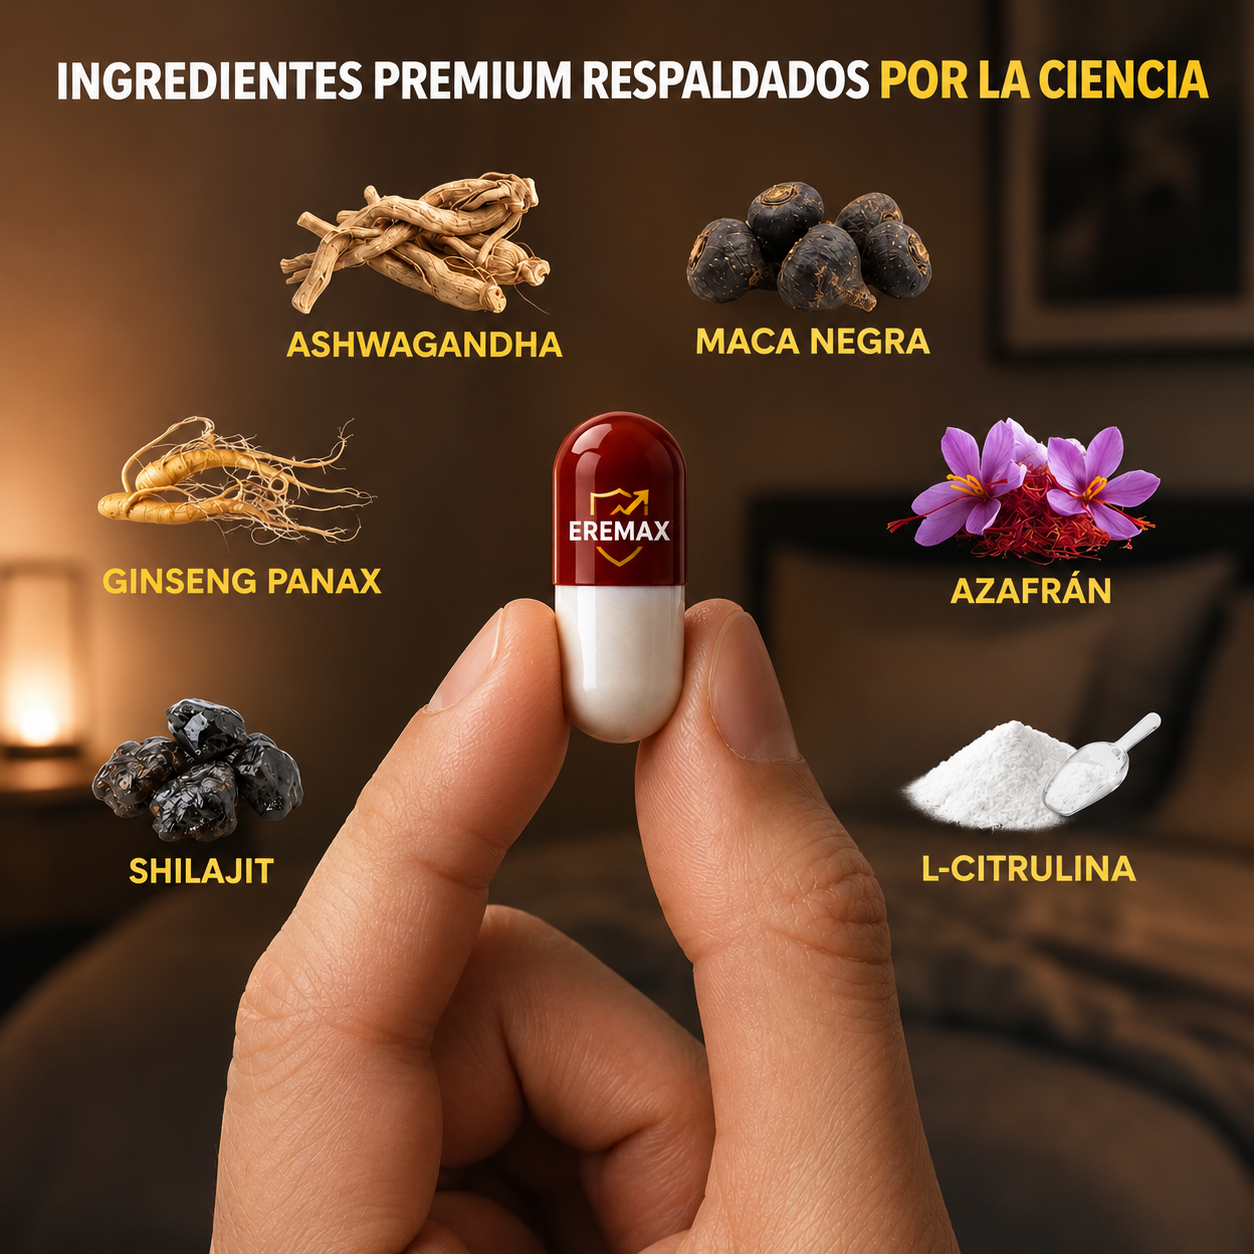 INGREDIENTES PREMIUM RESPALDADOS POR LA CIENCIA
ASHWAGANDHA
MACA NEGRA
GINSENG PANAX
EREMAX
AZAFRÁN
SHILAJIT
L-CITRULINA